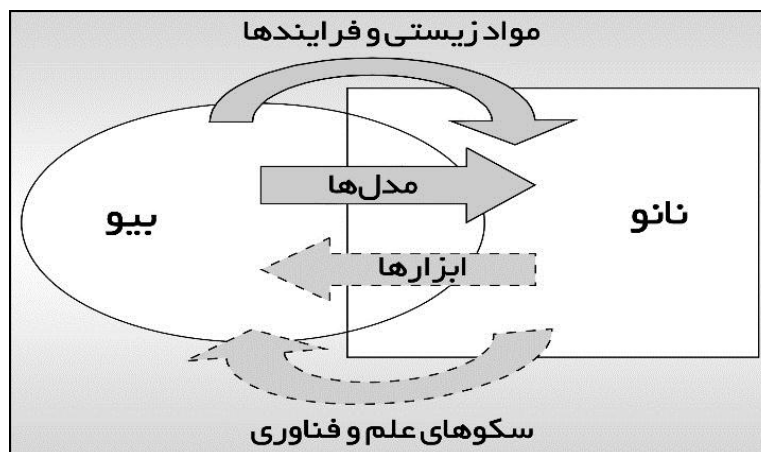 مواد زیستی و فرایندها
مدل‌ها
نانو
بیو
ابزارها
سکوهای علم و فناوری